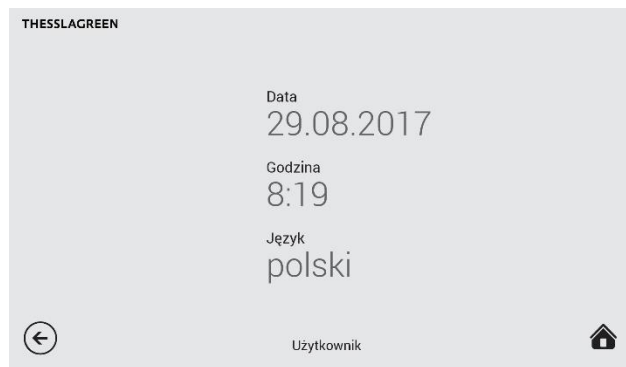 THESSLAGREEN
Data
29.08.2017
Godzina
8:19
Język
polski
Użytkownik